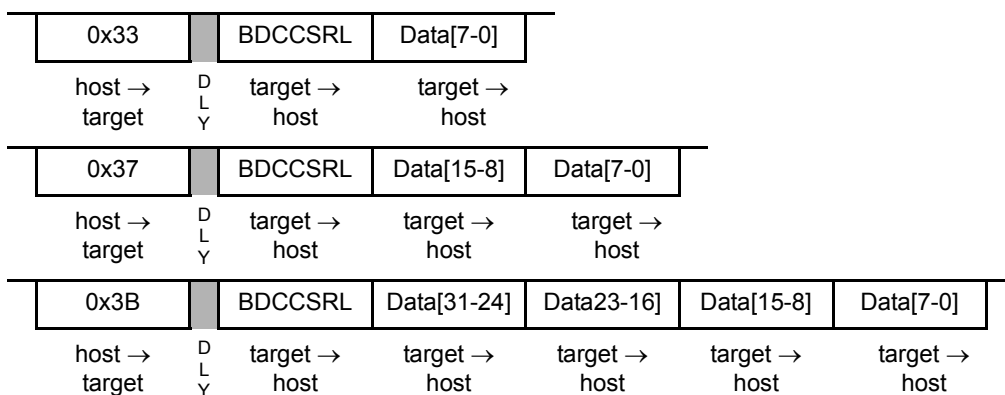 0x33 BDCCSRL Data[7-0]
host → D target → target →
L
target Y host host
0x37 BDCCSRL Data[15-8] Data[7-0]
host → D target → target → target →
L
target Y host host host
0x3B BDCCSRL Data[31-24] Data23-16] Data[15-8] Data[7-0]
host → D target → target → target → target →
L
target Y host host host host